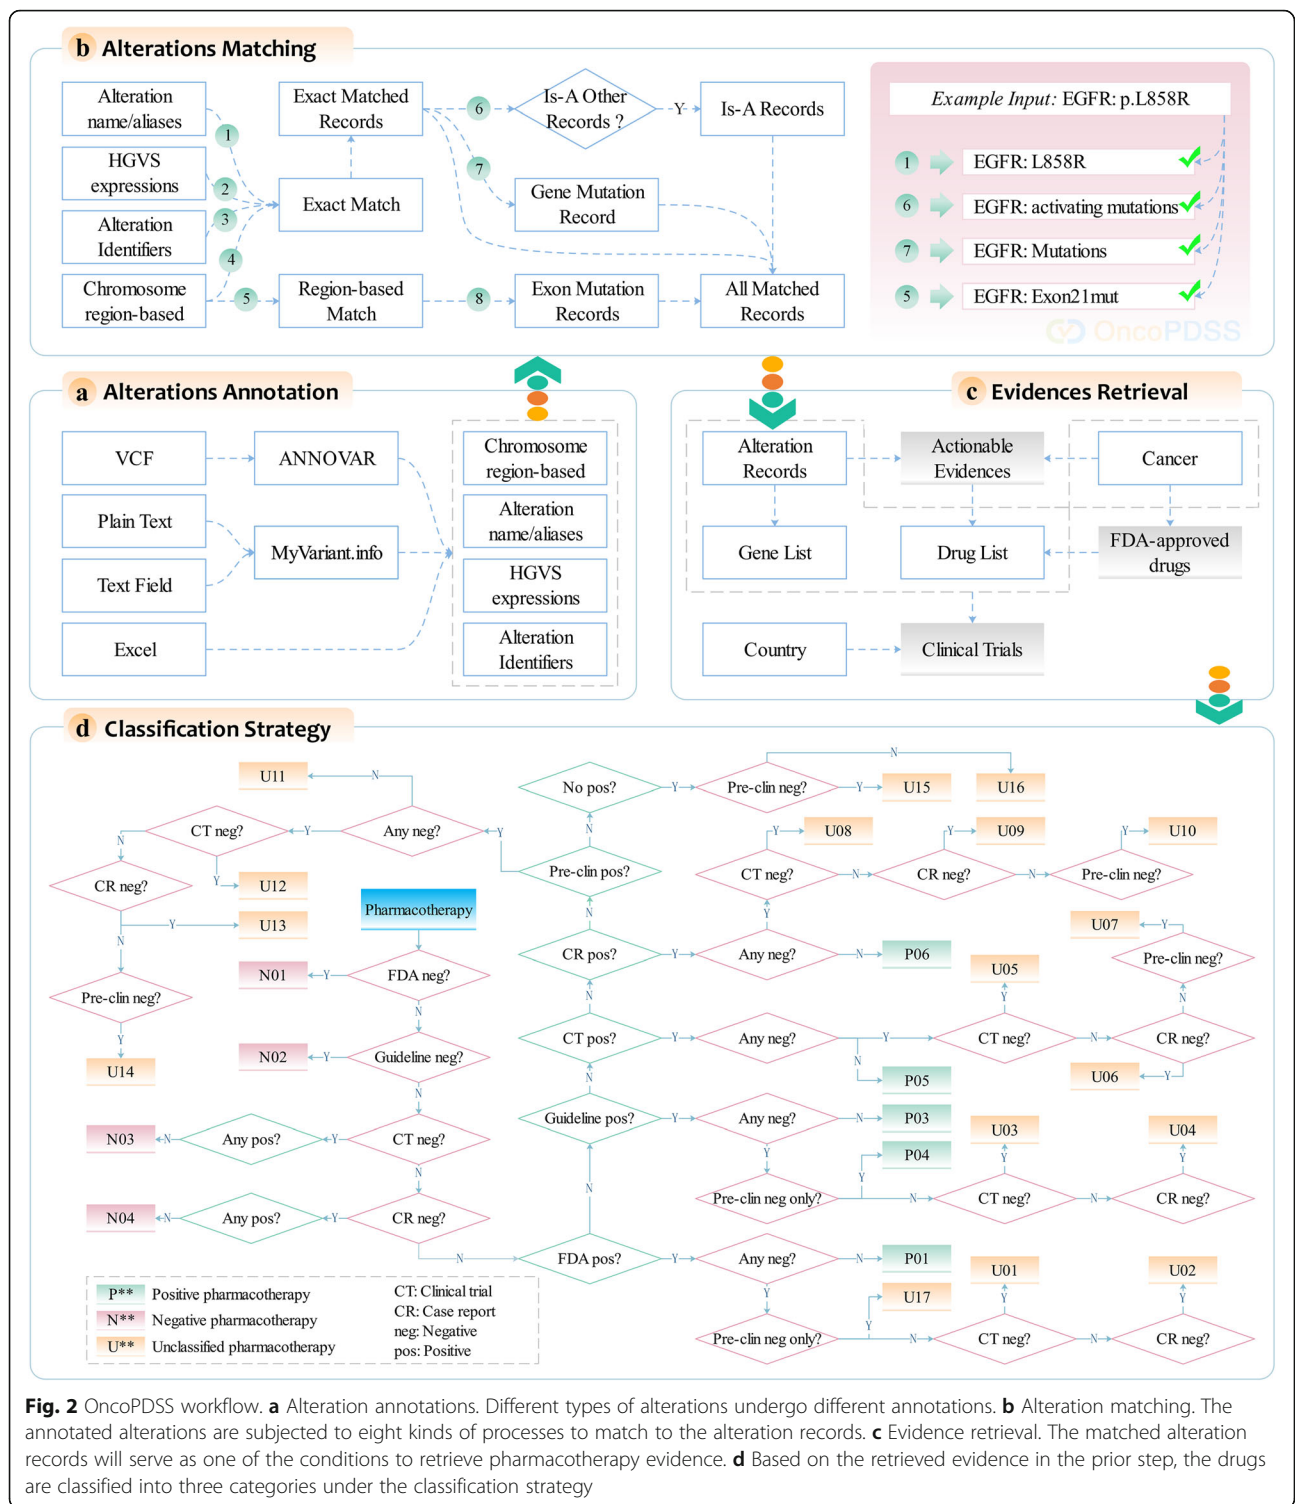 b Alterations Matching
Alteration
name/aliases
HGVS
expressions
Alteration
Identifiers
Chromosome
region-based
1
2
3
4
5
Exact Matched
Records
Exact Match
Region-based
Match
6
7
8
Is-A Other
Records ?
Y
Is-A Records
Gene Mutation
Record
Exon Mutation
Records
All Matched
Records
Example Input: EGFR: p.L858R
1 EGFR: L858R
6 EGFR: activating mutations
7 EGFR: Mutations
5 EGFR: Exon21mut
OncoPDSS
a Alterations Annotation
VCF
ANNOVAR
Plain Text
MyVariant.info
Text Field
Excel
Chromosome
region-based
Alteration
name/aliases
HGVS
expressions
Alteration
Identifiers
c Evidences Retrieval
Alteration
Records
Actionable
Evidences
Cancer
Gene List
Drug List
FDA-approved
drugs
Country
Clinical Trials
d Classification Strategy
U11
N
CT neg?
Y
Any neg?
Y
N
CR neg?
Y
U12
Y
U13
N
Pre-clin neg?
Y
U14
Pharmacotherapy
N01
Y
FDA neg?
N
N02
Y
Guideline neg?
N
N03
N
Any pos?
Y
CT neg?
N
N04
N
Any pos?
Y
CR neg?
N
No pos?
Y
Pre-clin neg?
N
Y
U15
U16
N
Pre-clin pos?
N
CR pos?
Y
Any neg?
Y
CT neg?
Y
U08
N
CR neg?
Y
U09
N
Pre-clin neg?
Y
U10
N
P06
N
CT pos?
Y
Any neg?
Y
CT neg?
Y
U05
N
CR neg?
N
Pre-clin neg?
Y
U07
Y
U06
N
P05
N
Guideline pos?
Y
Any neg?
N
P03
Y
Pre-clin neg only?
Y
P04
N
CT neg?
Y
U03
N
CR neg?
Y
U04
N
FDA pos?
Y
Any neg?
N
P01
Y
Pre-clin neg only?
Y
U17
N
CT neg?
Y
U01
N
CR neg?
Y
U02
P** Positive pharmacotherapy
N** Negative pharmacotherapy
U** Unclassified pharmacotherapy
CT: Clinical trial
CR: Case report
neg: Negative
pos: Positive
Fig. 2 OncoPDSS workflow. a Alteration annotations. Different types of alterations undergo different annotations. b Alteration matching. The
annotated alterations are subjected to eight kinds of processes to match to the alteration records. c Evidence retrieval. The matched alteration
records will serve as one of the conditions to retrieve pharmacotherapy evidence. d Based on the retrieved evidence in the prior step, the drugs
are classified into three categories under the classification strategy